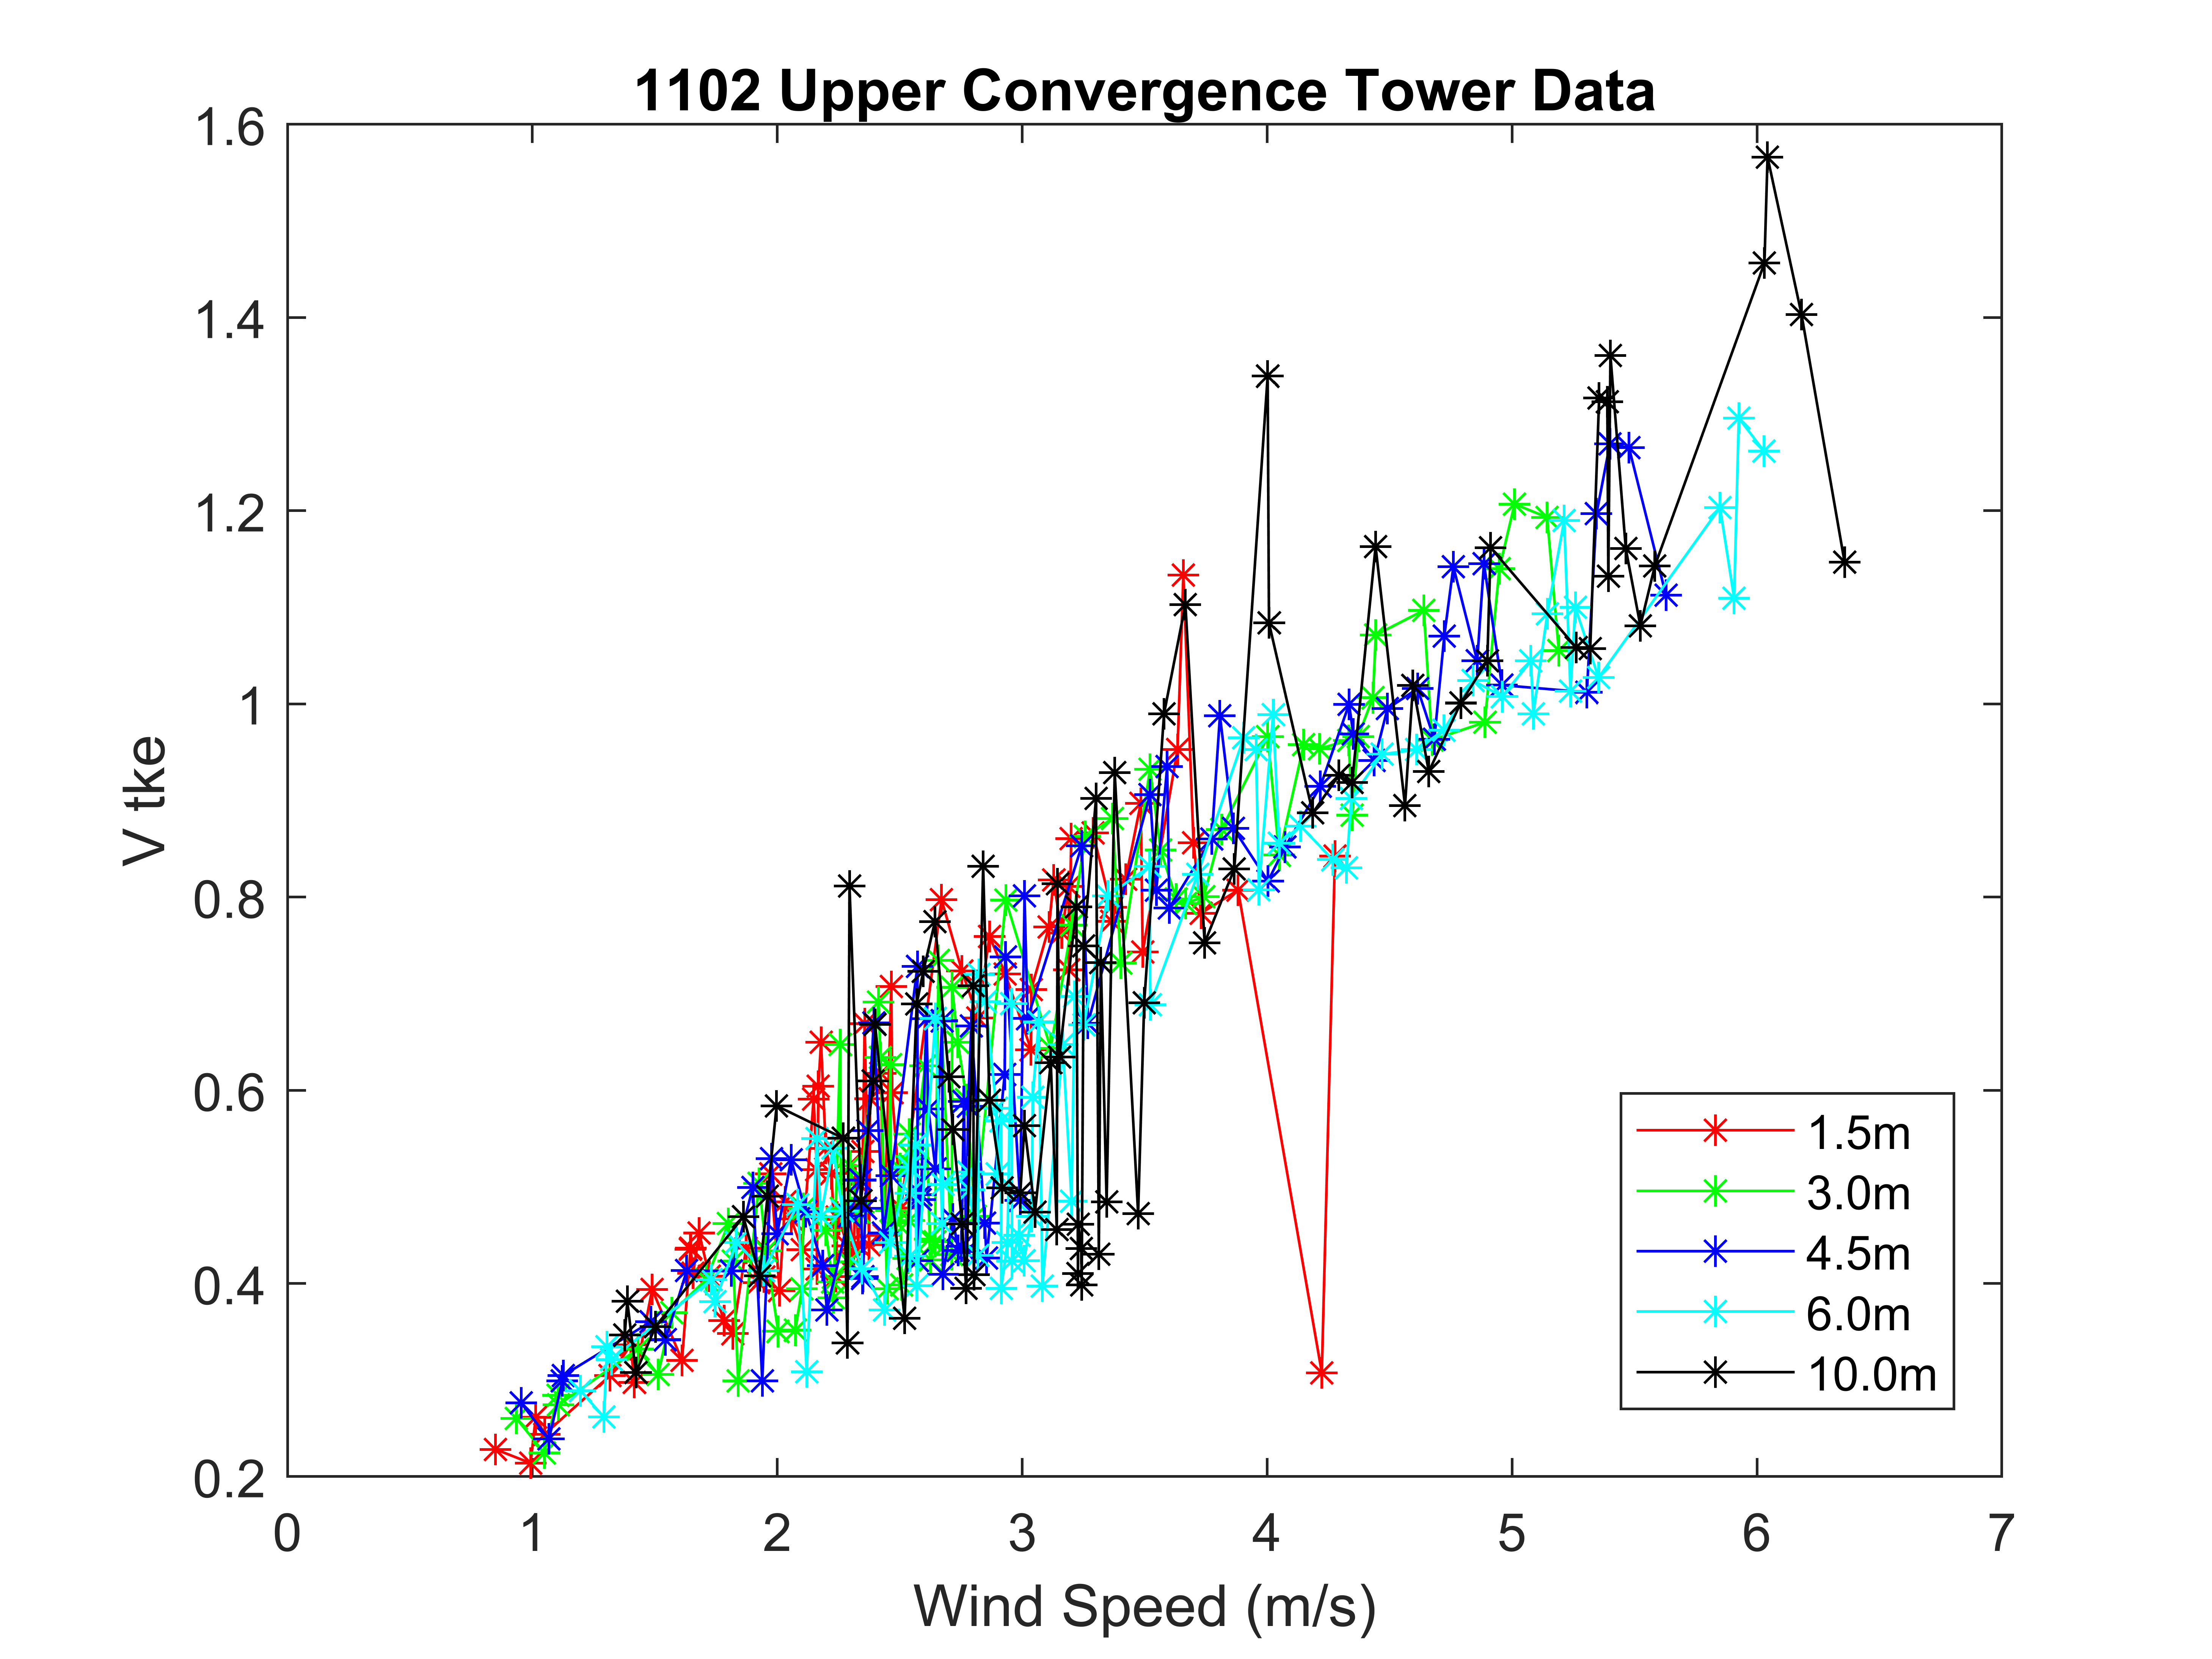 1102 Upper Convergence Tower Data
1.6
1.4
1.2
1
0.8
0.6
0.4
0.2
V tke
0 1 2 3 4 5 6 7
Wind Speed (m/s)
1.5m
3.0m
4.5m
6.0m
10.0m